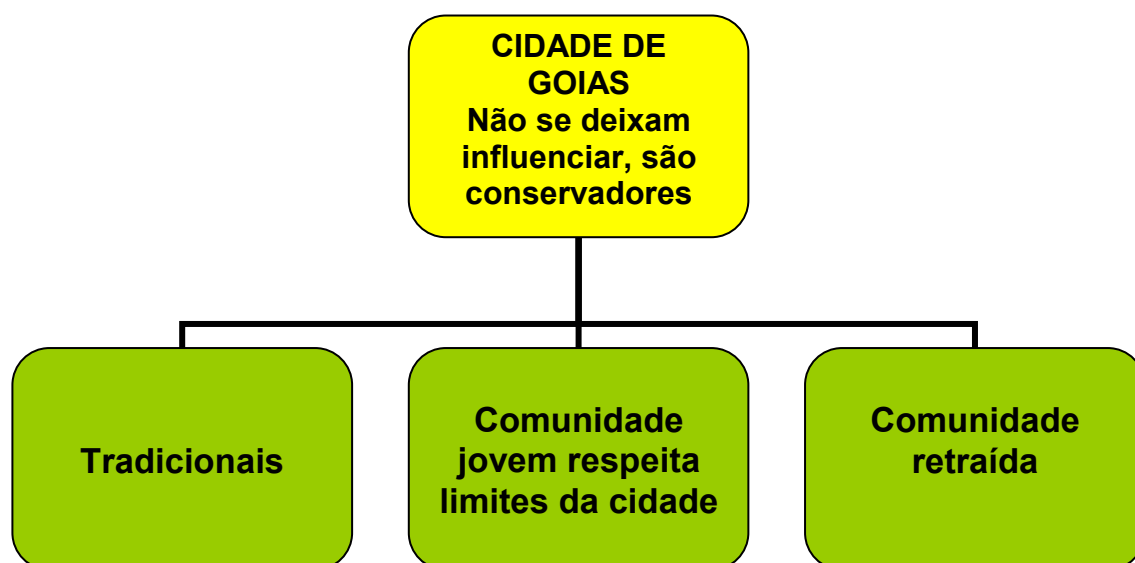 CIDADE DE
GOIAS
Não se deixam
influenciar, são
conservadores
Tradicionais
Comunidade
jovem respeita
limites da cidade
Comunidade
retraída